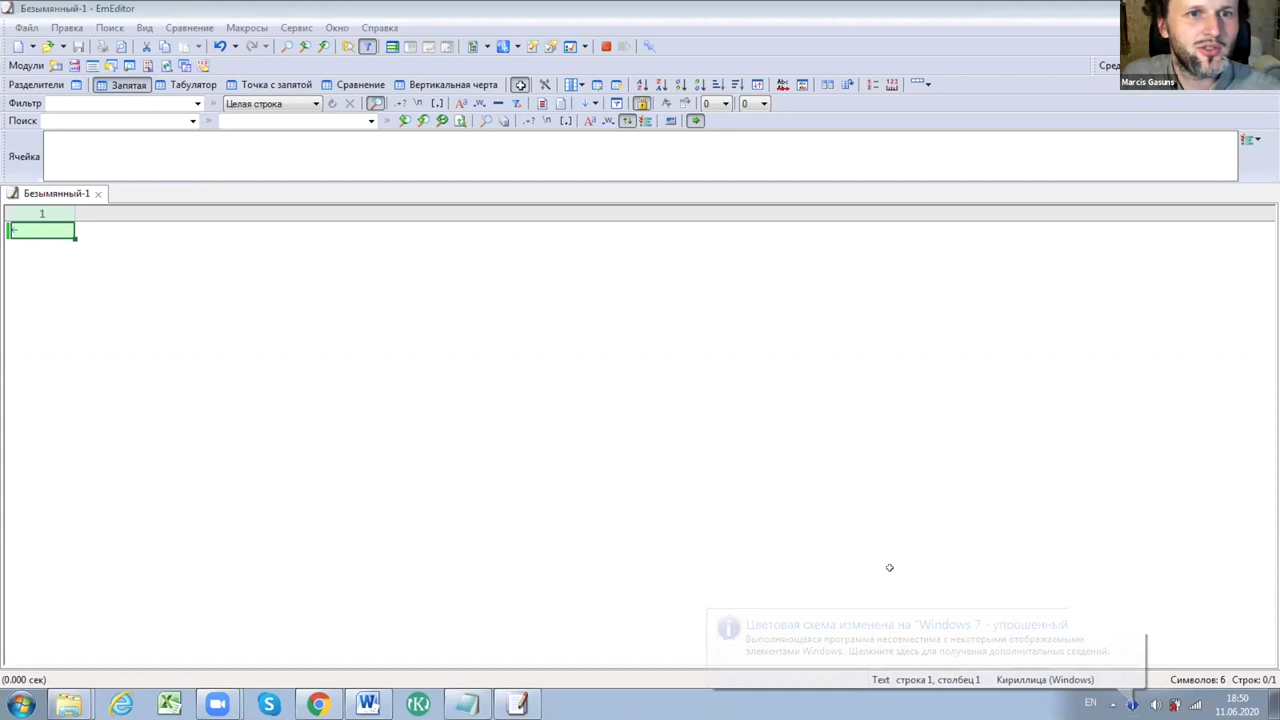 Безымянный-1 - EmEditor
Файл Правка Поиск Вид Сравнение Макросы Сервис Окно Справка
Модули
Сред
Разделители Запятая Табулятор Точка с запятой Сравнение Вертикальная черта
Marcis Gasuns
Фильтр Целая строка 0 0
Поиск
Ячейка
Безымянный-1
1
Цветовая схема изменена на "Windows 7 - упрощенный
Выполняющаяся программа несовместима с некоторыми отображаемыми
элементами Windows. Щелкните здесь для получения дополнительных сведений.
(0.000 сек) Text строка 1, столбец 1 Кириллица (Windows) Символов: 6 Строк: 0/1
EN 18:50
11.06.2020